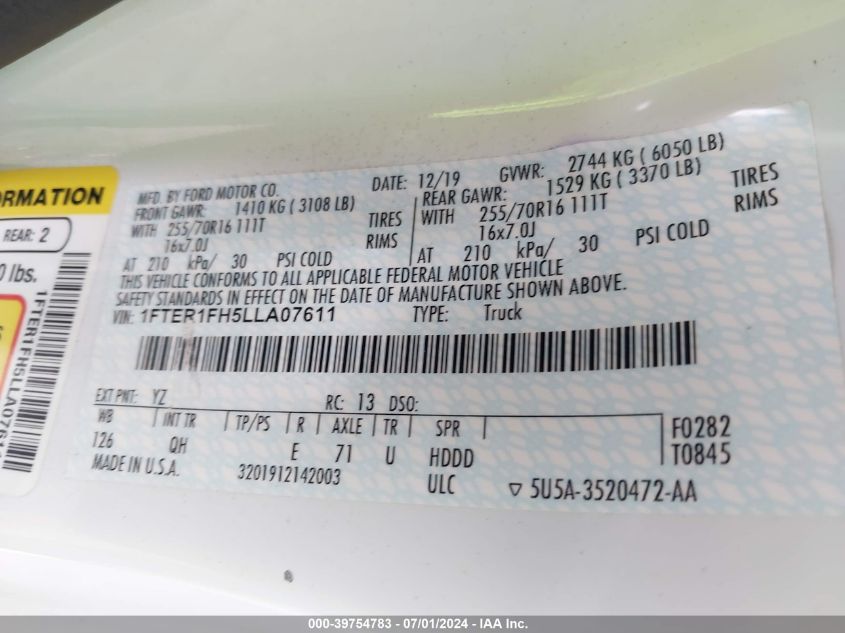 ORMATION
REAR: 2
0 lbs.
1FTER1FH5LLA0761
MFD. BY FORD MOTOR CO. DATE: 12/19 GVWR: 2744 KG ( 6050 LB)
FRONT GAWR: 1410 KG ( 3108 LB) REAR GAWR: 1529 KG ( 3370 LB)
WITH 255/70R16 111T TIRES WITH 255/70R16 111T TIRES
16x7.0J RIMS 16x7.0J RIMS
AT 210 kPa/ 30 PSI COLD AT 210 kPa/ 30 PSI COLD
THIS VEHICLE CONFORMS TO ALL APPLICABLE FEDERAL MOTOR VEHICLE
SAFETY STANDARDS IN EFFECT ON THE DATE OF MANUFACTURE SHOWN ABOVE.
VIN: 1FTER1FH5LLA07611 TYPE: Truck
EXT PNT: YZ RC: 13 DSO:
WB INT TR TP/PS R AXLE TR SPR F0282
126 QH E 71 U HDDD T0845
MADE IN U.S.A. 3201912142003 ULC ▽ 5U5A-3520472-AA
000-39754783 - 07/01/2024 - IAA Inc.